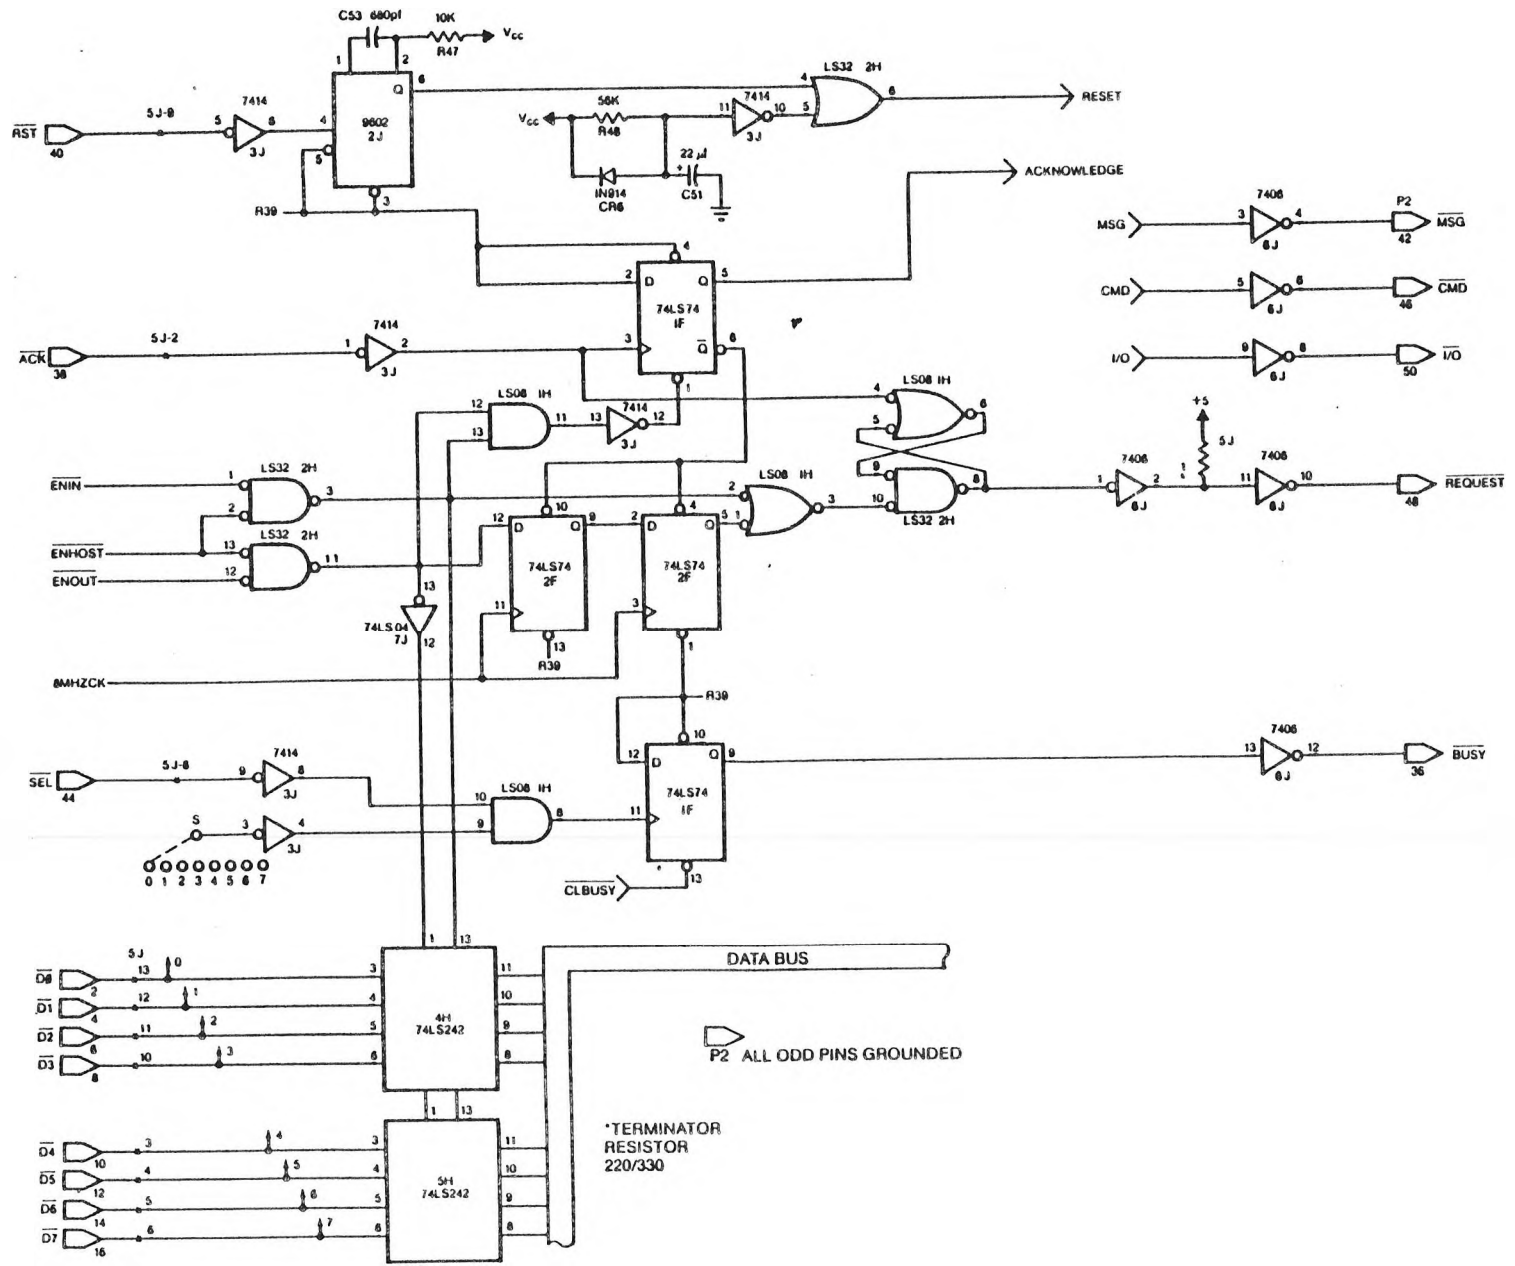 C53 680pf 10K
1 2 R47 Vcc
Q 6
RST 40 5J-9 5 7414 6 3J 4 9602 2J 5 3
R39
Vcc 56K R48 11 7414 10 3J
IN914 CR6 + 22 µf C51
LS32 2H 4 5 6 RESET
ACKNOWLEDGE
MSG 3 7406 4 6J P2 42 MSG
CMD 5 6 6J 46 CMD
I/O 9 8 6J 50 I/O
4 2 D Q 5
74LS74 1F
3 Q 6 1
ACK 38 5J-2 1 7414 2 3J
LS08 1H 12 13 11
13 7414 12 3J
LS08 1H 4 5 6
9 10 8 LS32 2H
1 7406 2 6J
+5 5J 1
11 7406 10 6J 48 REQUEST
ENIN 1 LS32 2H 2 3
ENHOST 13 LS32 2H 11
ENOUT 12
13 74LS04 7J 12
10 12 D Q 9 74LS74 2F 11 13 R39
4 2 D Q 5 74LS74 2F 3 1
LS08 1H 2 1 3
8MHZCK
R39
10 12 D Q 9 74LS74 1F 11 13
CLBUSY
13 7406 12 6J 36 BUSY
SEL 44 5J-8 9 7414 8 3J
S 3 4 3J
LS08 1H 10 9 8
0 1 2 3 4 5 6 7
1 13
5J
D0 2 13 0 3 11
D1 4 12 1 4 10
D2 6 11 2 5 9
D3 8 10 3 6 8
4H
74LS242
DATA BUS
P2 ALL ODD PINS GROUNDED
1 13
D4 10 3 4 3 11
D5 12 4 5 4 10
D6 14 5 6 5 9
D7 16 6 7 6 8
5H
74LS242
*TERMINATOR
RESISTOR
220/330